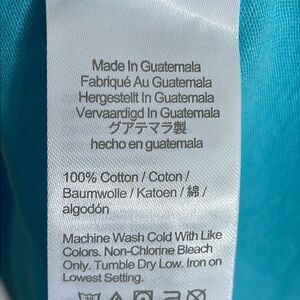 Made In Guatemala
Fabriqué Au Guatemala
Hergestellt In Guatemala
Vervaardigd In Guatemala
グアテマラ製
hecho en guatemala
100% Cotton / Coton /
Baumwolle / Katoen / 綿 /
algodón
Machine Wash Cold With Like
Colors. Non-Chlorine Bleach
Only. Tumble Dry Low. Iron on
Lowest Setting.